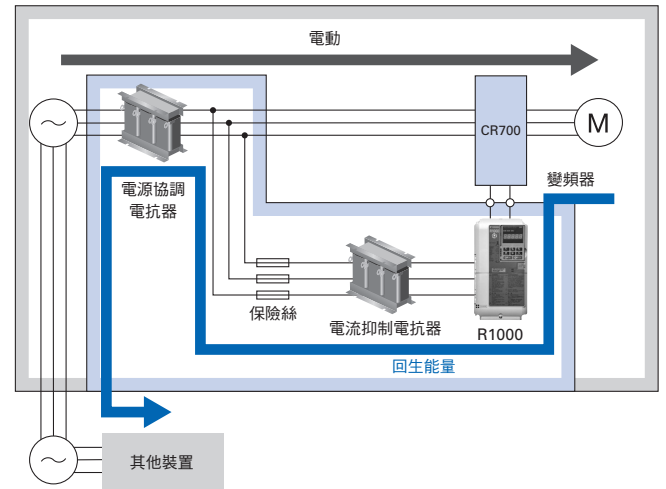 電動
CR700
M
電源協調
電抗器
變頻器
保險絲
電流抑制電抗器
R1000
回生能量
其他裝置